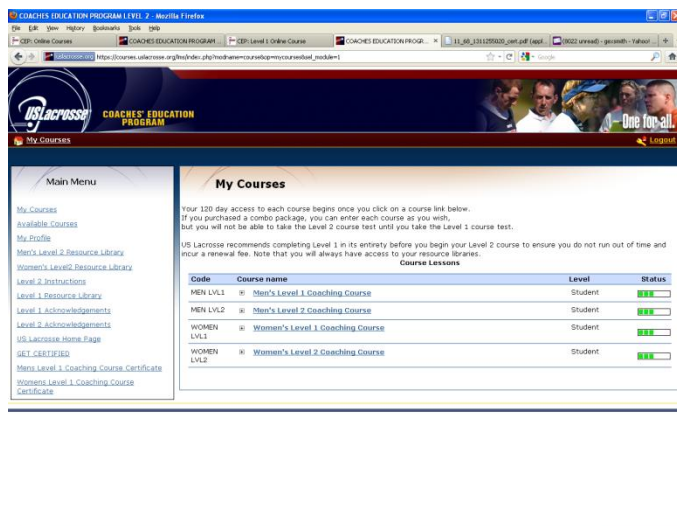 COACHES EDUCATION PROGRAM LEVEL 2 - Mozilla Firefox
File Edit View History Bookmarks Tools Help
CEP: Online Courses COACHES EDUCATION PROGRAM ... CEP: Level 1 Online Course COACHES EDUCATION PROGR... × 11_60_1311255020_cert.pdf (appl... (8022 unread) - - Yahoo! ... +
uslacrosse.org https://courses.uslacrosse.org/lms/index.php?modname=course&op=mycourses&sel_module=1 Google
USLacrosse COACHES' EDUCATION
PROGRAM
One for all.
My Courses Logout
Main Menu
My Courses
Available Courses
My Profile
Men's Level 2 Resource Library
Women's Level2 Resource Library
Level 2 Instructions
Level 1 Resource Library
Level 1 Acknowledgements
Level 2 Acknowledgements
US Lacrosse Home Page
GET CERTIFIED
Mens Level 1 Coaching Course Certificate
Womens Level 1 Coaching Course
Certificate
My Courses
Your 120 day access to each course begins once you click on a course link below.
If you purchased a combo package, you can enter each course as you wish,
but you will not be able to take the Level 2 course test until you take the Level 1 course test.
US Lacrosse recommends completing Level 1 in its entirety before you begin your Level 2 course to ensure you do not run out of time and
incur a renewal fee. Note that you will always have access to your resource libraries.
Course Lessons
Code Course name Level Status
MEN LVL1 Men's Level 1 Coaching Course Student
MEN LVL2 Men's Level 2 Coaching Course Student
WOMEN
LVL1 Women's Level 1 Coaching Course Student
WOMEN
LVL2 Women's Level 2 Coaching Course Student